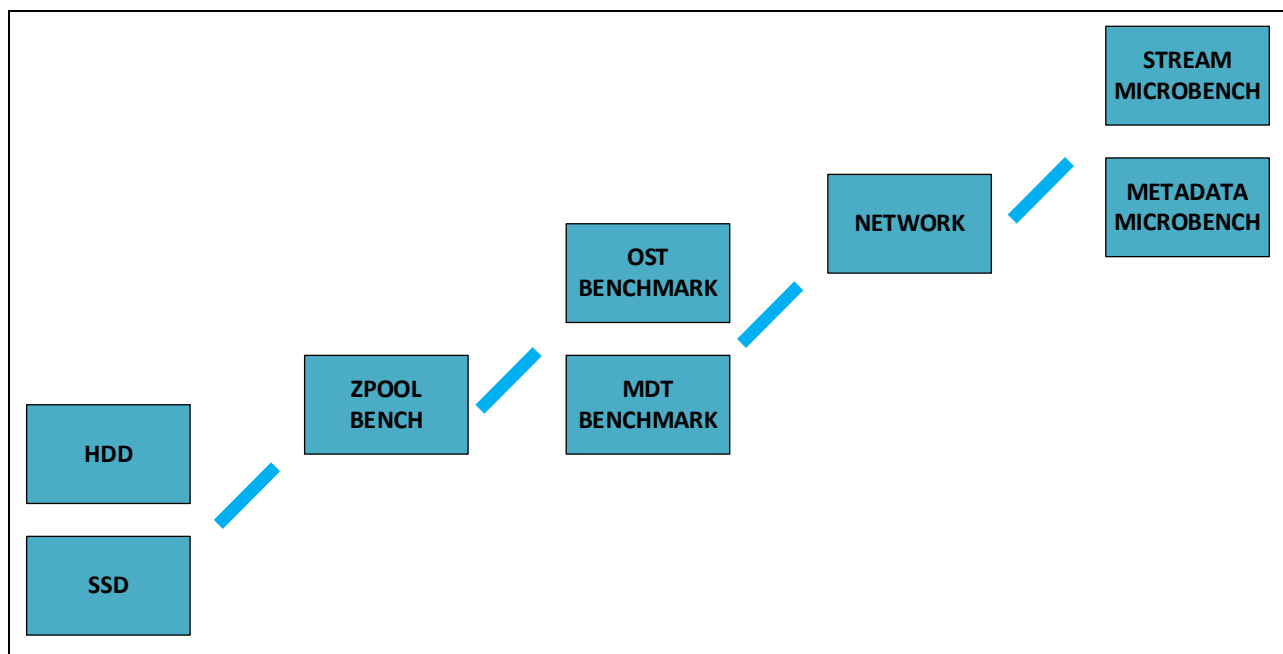 STREAM
MICROBENCH
METADATA
MICROBENCH
NETWORK
OST
BENCHMARK
MDT
BENCHMARK
ZPOOL
BENCH
HDD
SSD